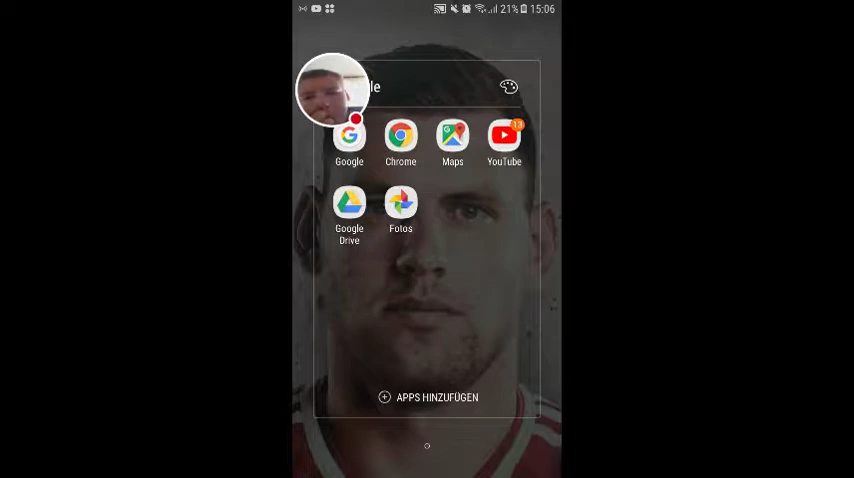 21% 15:06
le
Google
Chrome
Maps
YouTube
13
Google
Drive
Fotos
APPS HINZUFÜGEN